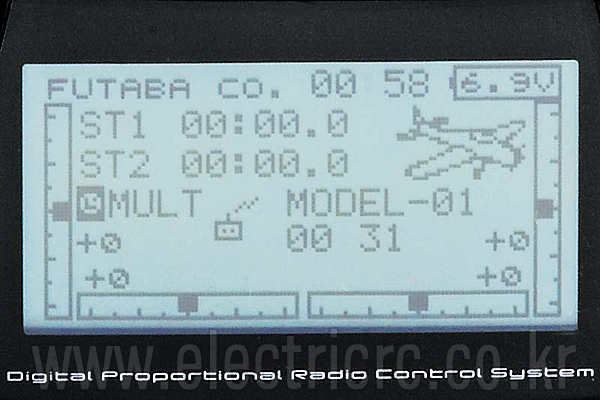 FUTABA CO. 00 58 6.9V
ST1 00:00.0
ST2 00:00.0
MULT MODEL-01
00 31
+0 +0
+0 +0
www.electricrc.co.kr
Digital Proportional Radio Control System